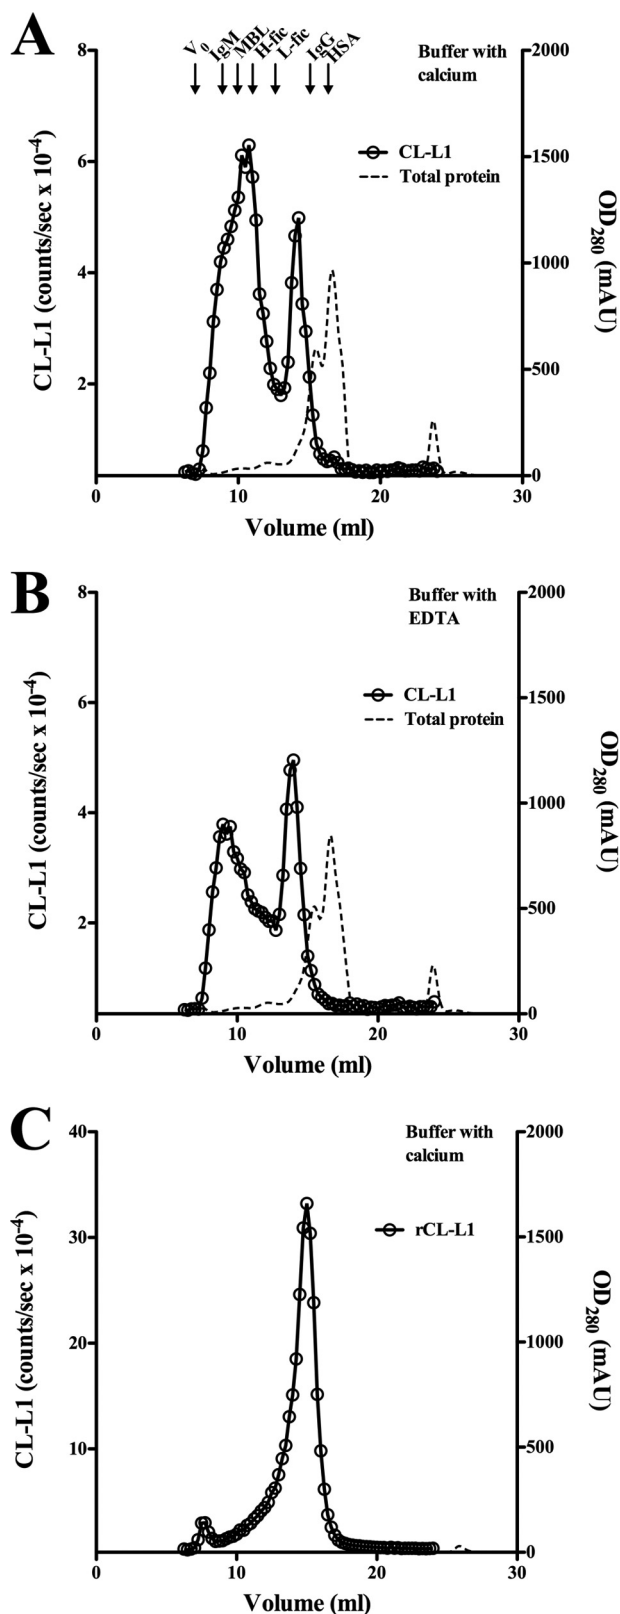 A
V0 IgM MBL H-fic L-fic IgG HSA
Buffer with
calcium
CL-L1
Total protein
CL-L1 (counts/sec x 10-4)
8
6
4
2
OD280 (mAU)
2000
1500
1000
500
0
0 10 20 30
Volume (ml)
B
Buffer with
EDTA
CL-L1
Total protein
CL-L1 (counts/sec x 10-4)
8
6
4
2
OD280 (mAU)
2000
1500
1000
500
0
0 10 20 30
Volume (ml)
C
Buffer with
calcium
rCL-L1
CL-L1 (counts/sec x 10-4)
40
30
20
10
OD280 (mAU)
2000
1500
1000
500
0
0 10 20 30
Volume (ml)